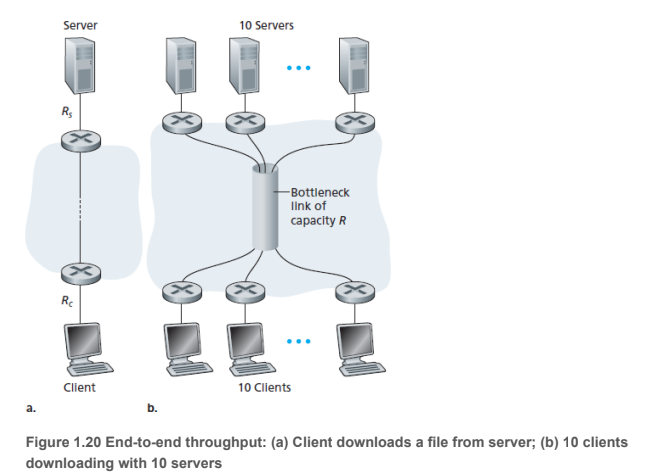 Server
10 Servers
Rs
Bottleneck
link of
capacity R
Rc
Client
10 Clients
a.
b.
Figure 1.20 End-to-end throughput: (a) Client downloads a file from server; (b) 10 clients
downloading with 10 servers